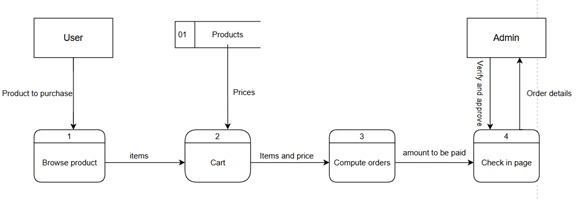 User
01 Products
Admin
Product to purchase
Prices
Verify and approve
Order details
1
Browse product
items
2
Cart
Items and price
3
Compute orders
amount to be paid
4
Check in page